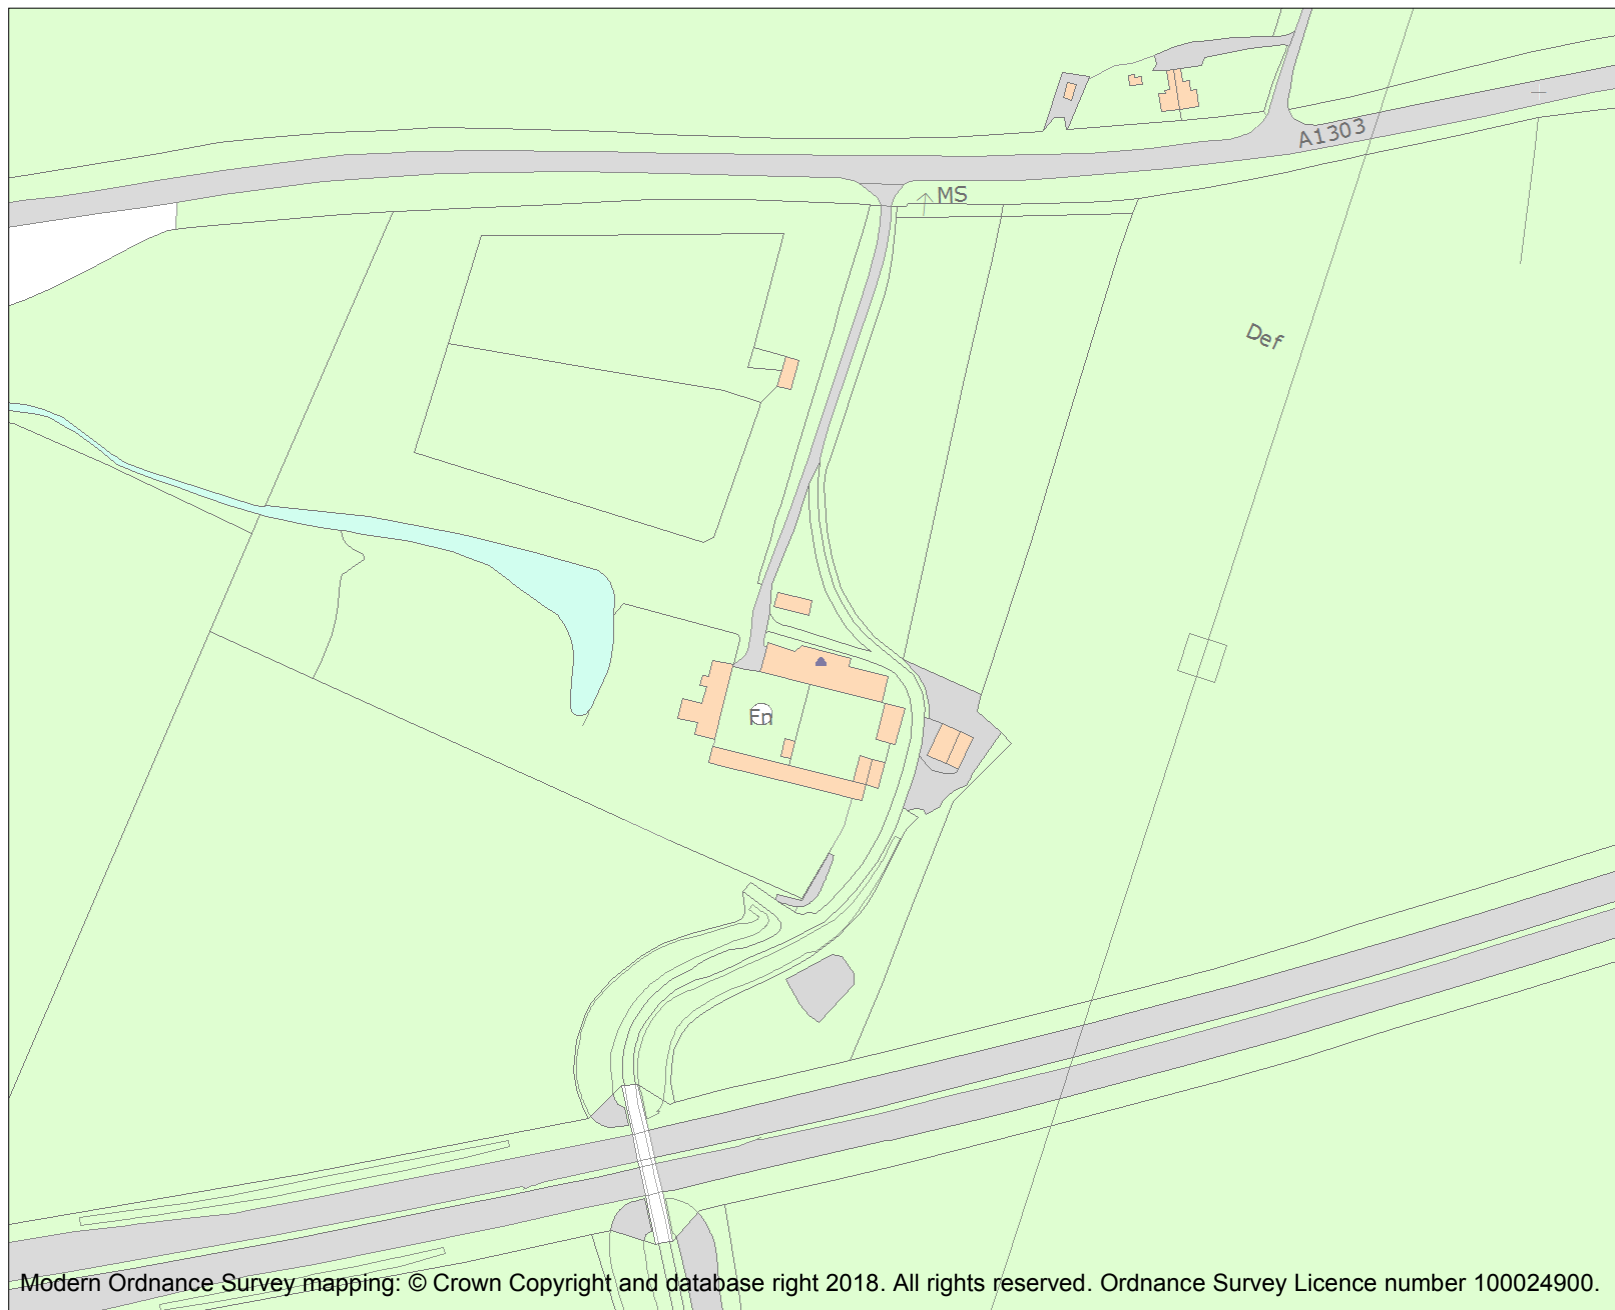 A1303
MS
Def
Fn
Modern Ordnance Survey mapping: © Crown Copyright and database right 2018. All rights reserved. Ordnance Survey Licence number 100024900.